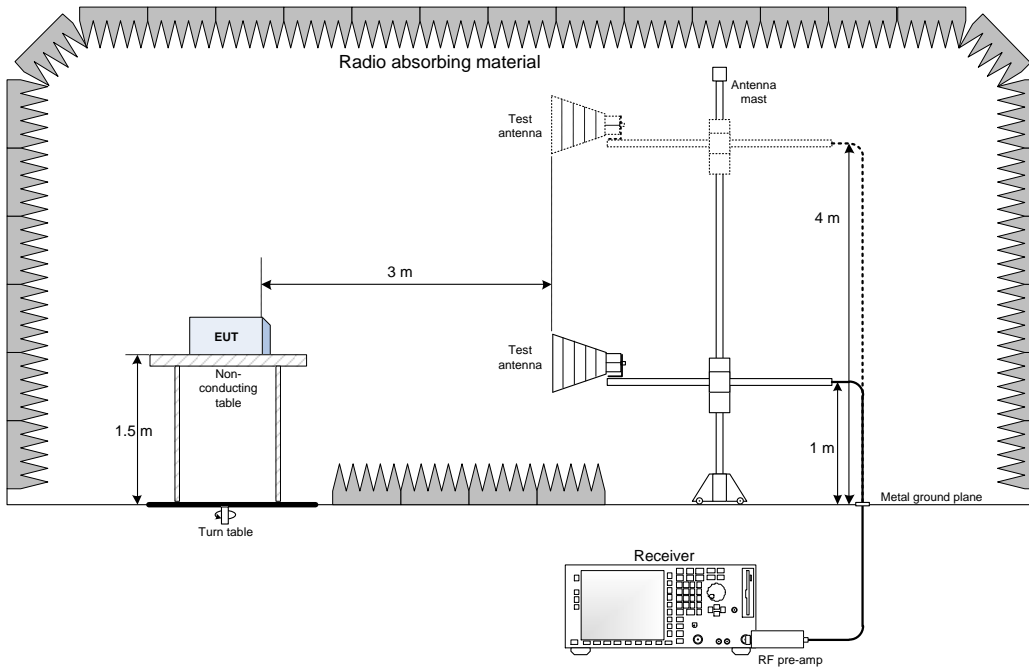 Radio absorbing material
Antenna
mast
Test
antenna
4 m
3 m
EUT
Test
antenna
Non-
conducting
table
1.5 m
1 m
Metal ground plane
Turn table
Receiver
RF pre-amp